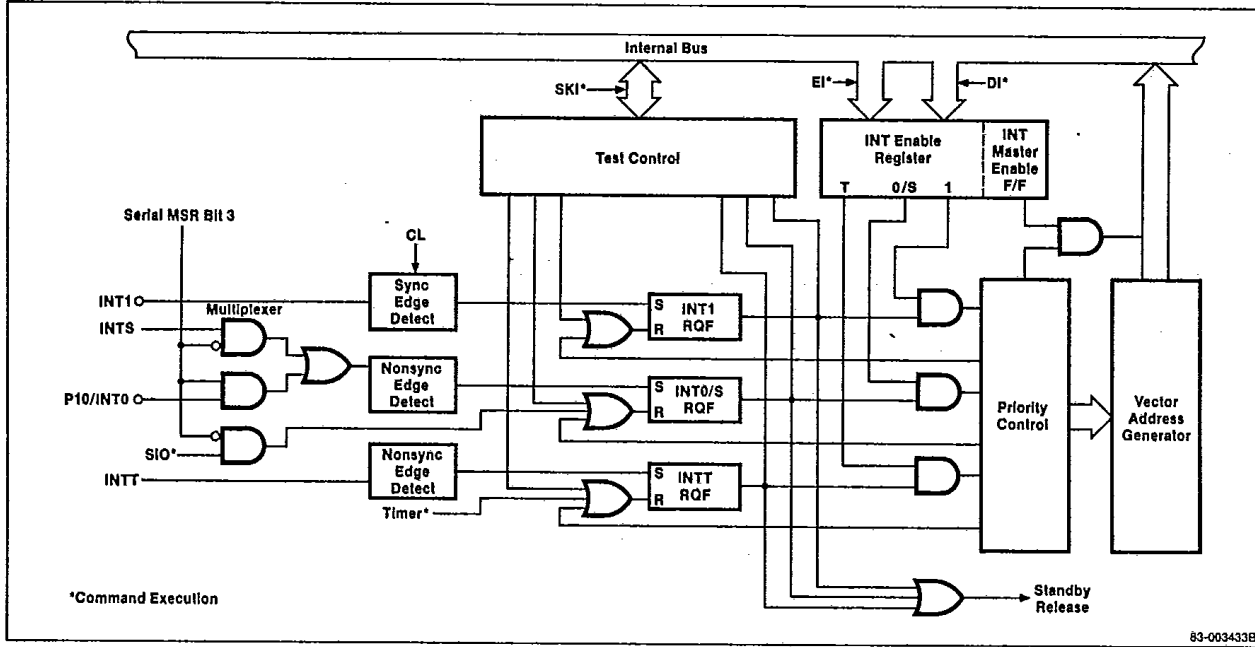 Internal Bus
SKI*
EI*
DI*
Test Control
INT Enable
Register
T 0/S 1
INT
Master
Enable
F/F
Serial MSR Bit 3
CL
INT1
Sync
Edge
Detect
S
R
INT1
RQF
Multiplexer
INTS
P10/INT0
Nonsync
Edge
Detect
S
R
INT0/S
RQF
SIO*
INTT
Nonsync
Edge
Detect
S
R
INTT
RQF
Timer*
Priority
Control
Vector
Address
Generator
Standby
Release
*Command Execution
83-003433B